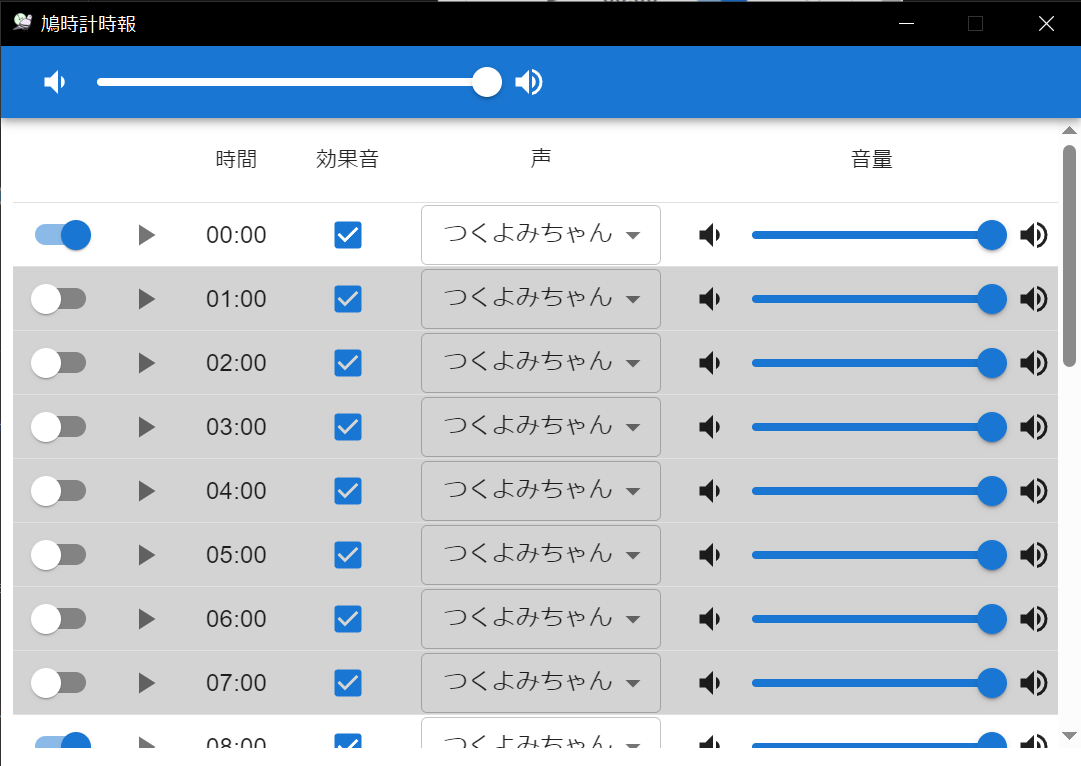 鳩時計時報
時間 効果音 声 音量
00:00 つくよみちゃん
01:00 つくよみちゃん
02:00 つくよみちゃん
03:00 つくよみちゃん
04:00 つくよみちゃん
05:00 つくよみちゃん
06:00 つくよみちゃん
07:00 つくよみちゃん
08:00 つくよみちゃん